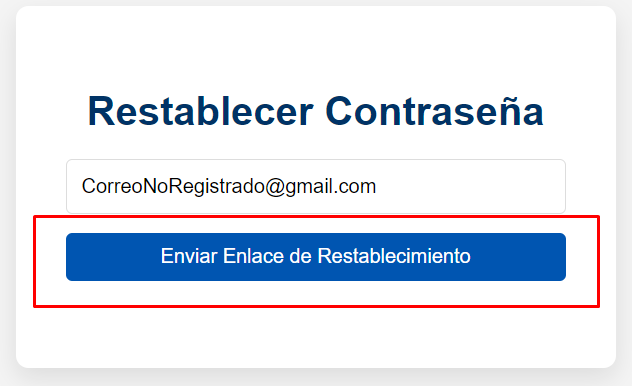 Restablecer Contraseña
CorreoNoRegistrado@gmail.com
Enviar Enlace de Restablecimiento